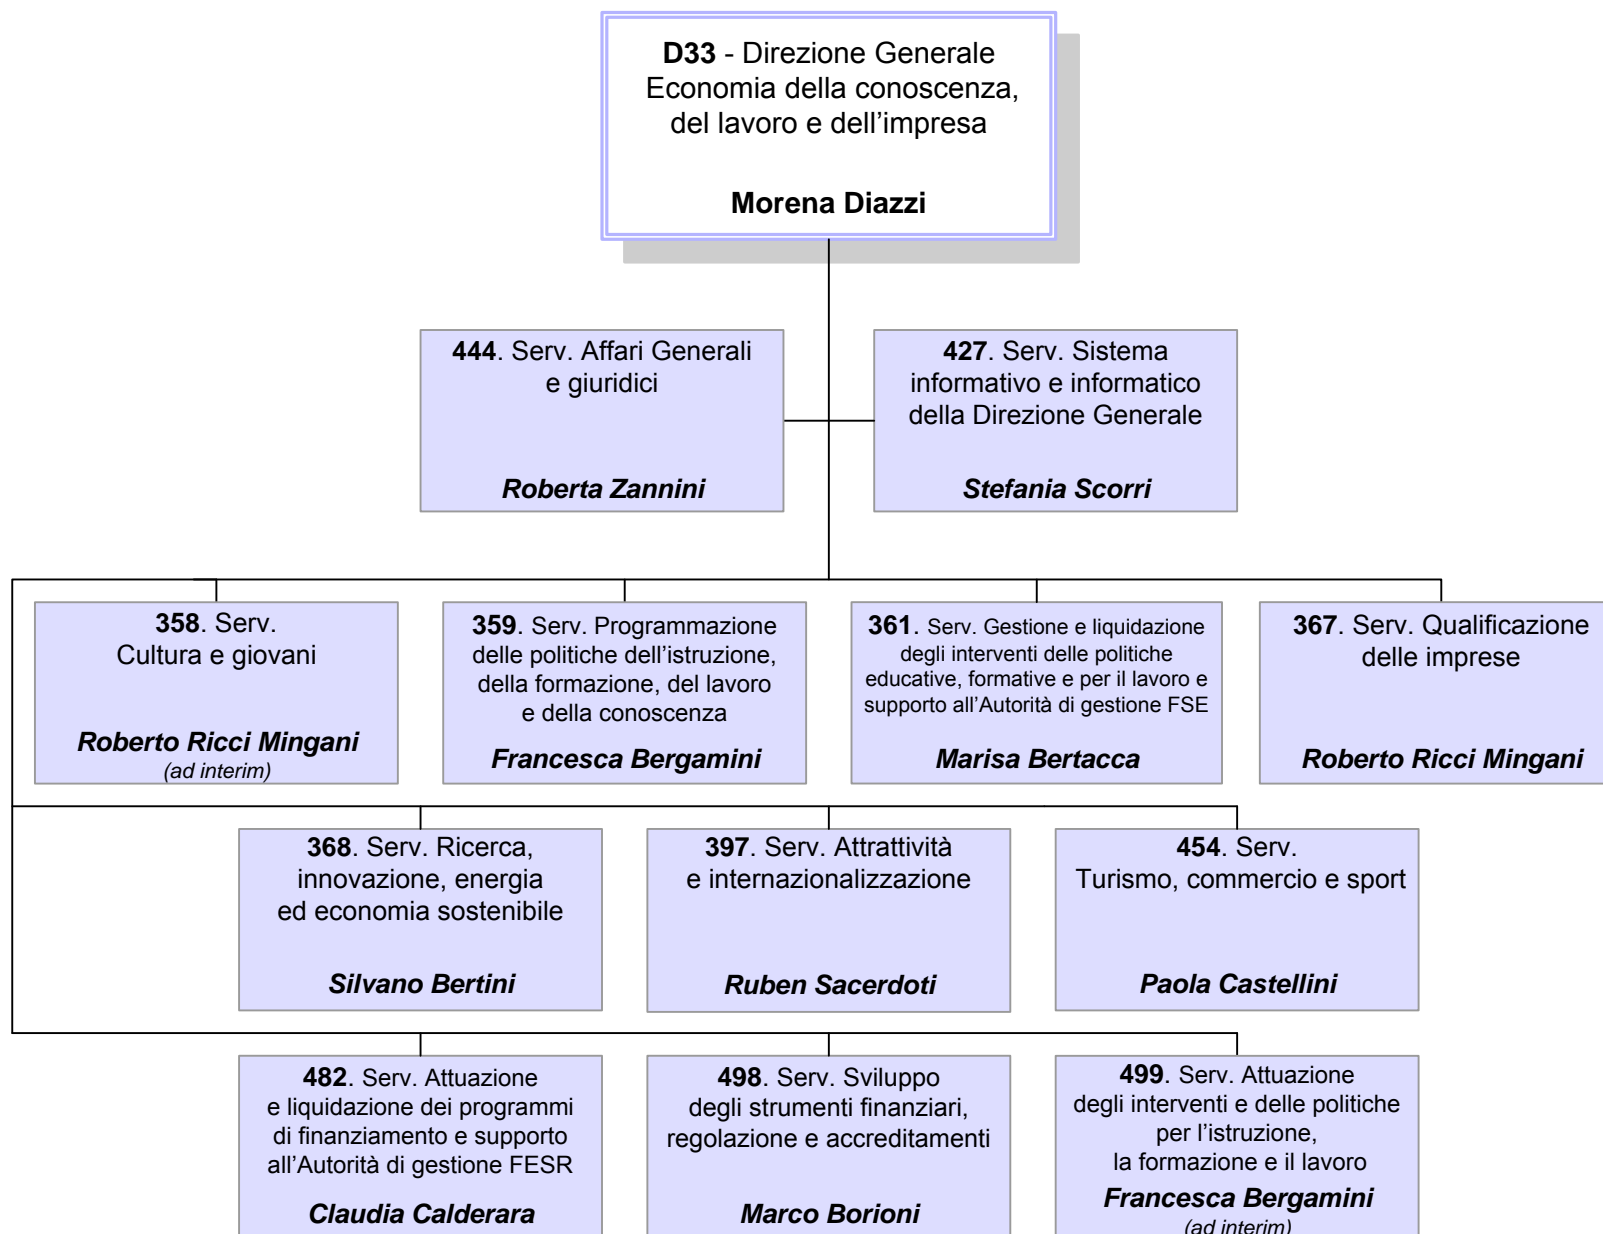 D33 - Direzione Generale
Economia della conoscenza,
del lavoro e dell'impresa
Morena Diazzi
444. Serv. Affari Generali
e giuridici
Roberta Zannini
427. Serv. Sistema
informativo e informatico
della Direzione Generale
Stefania Scorri
358. Serv.
Cultura e giovani
Roberto Ricci Mingani
(ad interim)
359. Serv. Programmazione
delle politiche dell'istruzione,
della formazione, del lavoro
e della conoscenza
Francesca Bergamini
361. Serv. Gestione e liquidazione
degli interventi delle politiche
educative, formative e per il lavoro e
supporto all'Autorità di gestione FSE
Marisa Bertacca
367. Serv. Qualificazione
delle imprese
Roberto Ricci Mingani
368. Serv. Ricerca,
innovazione, energia
ed economia sostenibile
Silvano Bertini
397. Serv. Attrattività
e internazionalizzazione
Ruben Sacerdoti
454. Serv.
Turismo, commercio e sport
Paola Castellini
482. Serv. Attuazione
e liquidazione dei programmi
di finanziamento e supporto
all'Autorità di gestione FESR
Claudia Calderara
498. Serv. Sviluppo
degli strumenti finanziari,
regolazione e accreditamenti
Marco Borioni
499. Serv. Attuazione
degli interventi e delle politiche
per l'istruzione,
la formazione e il lavoro
Francesca Bergamini
(ad interim)